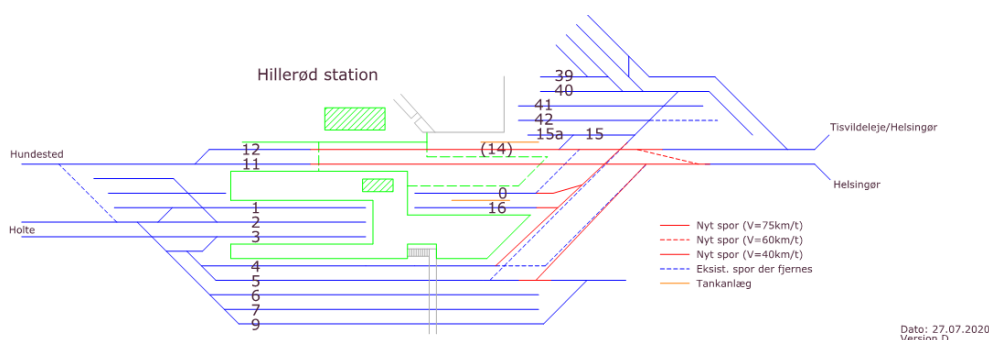 Hillerød station
39
40
41
42
15a 15
Tisvildeleje/Helsingør
Hundested
12
(14)
11
Helsingør
0
1
16
2
Holte
3
Nyt spor (V=75km/t)
Nyt spor (V=60km/t)
Nyt spor (V=40km/t)
4
Eksist. spor der fjernes
5
Tankanlæg
6
7
9
Dato: 27.07.2020
Version D